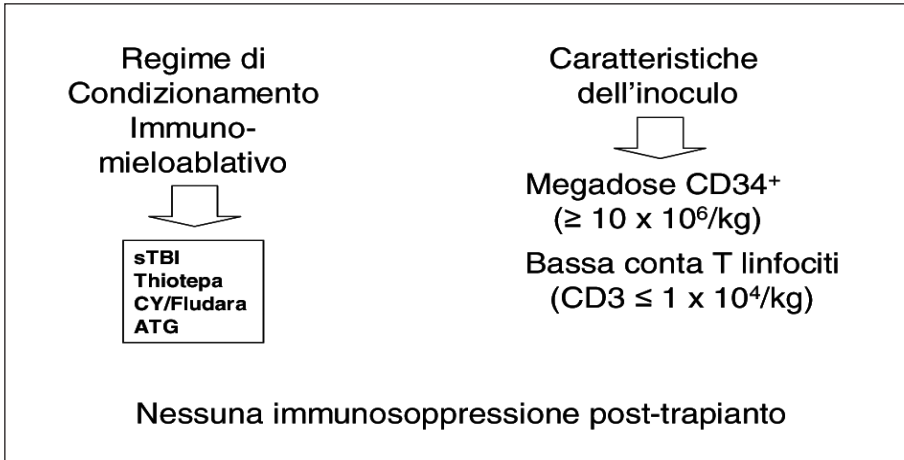 Regime di
Condizionamento
Immuno-
mieloablativo
sTBI
Thiotepa
CY/Fludara
ATG
Caratteristiche
dell'inoculo
Megadose CD34⁺
(≥ 10 x 10⁶/kg)
Bassa conta T linfociti
(CD3 ≤ 1 x 10⁴/kg)
Nessuna immunosoppressione post-trapianto